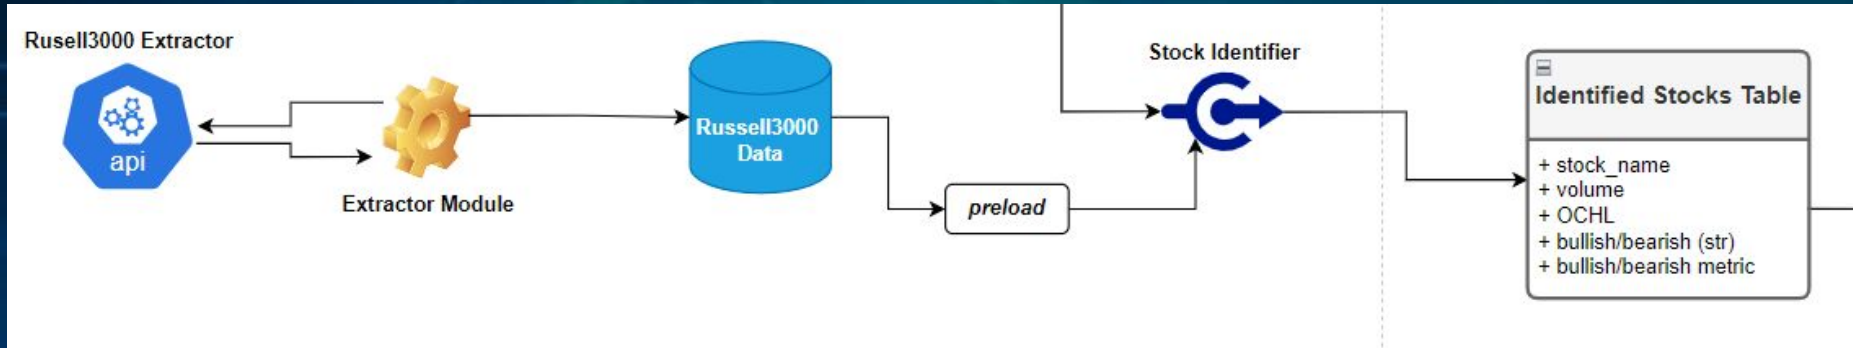 Rusell3000 Extractor
api
Extractor Module
Russell3000
Data
preload
Stock Identifier
Identified Stocks Table
+ stock_name
+ volume
+ OCHL
+ bullish/bearish (str)
+ bullish/bearish metric